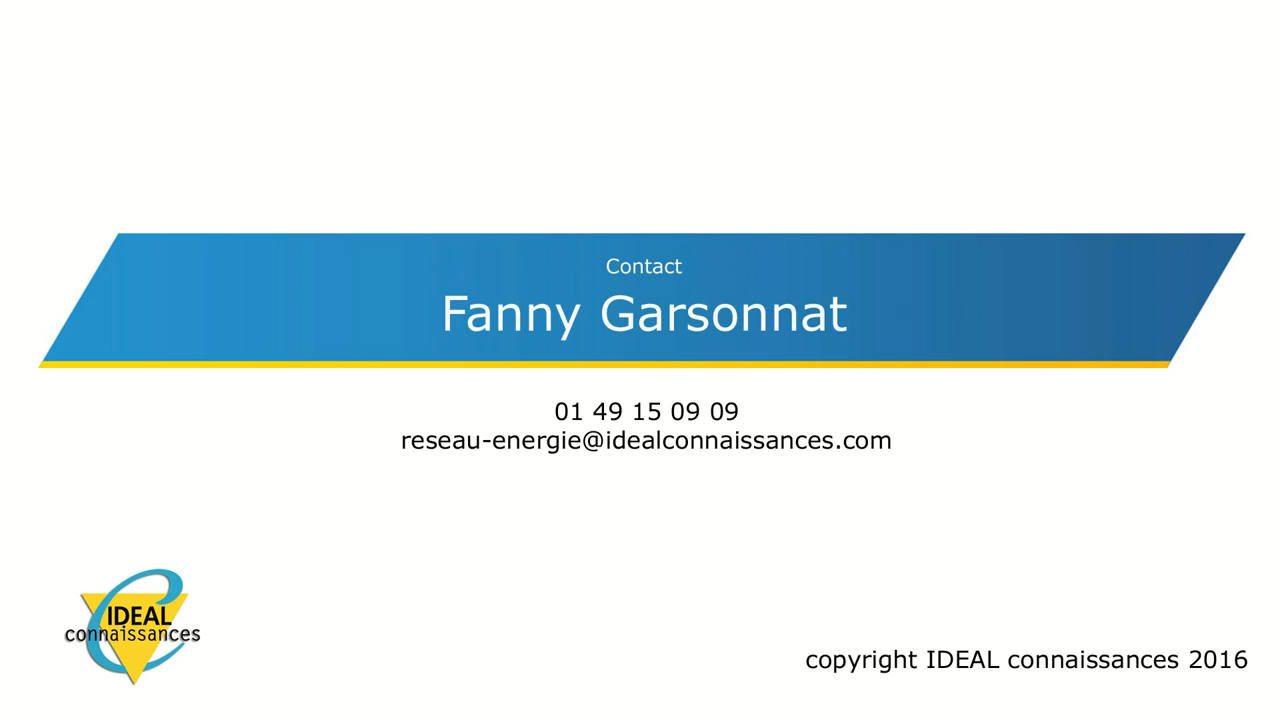 Contact
Fanny Garsonnat
01 49 15 09 09
reseau-energie@idealconnaissances.com
IDEAL
connaissances
copyright IDEAL connaissances 2016